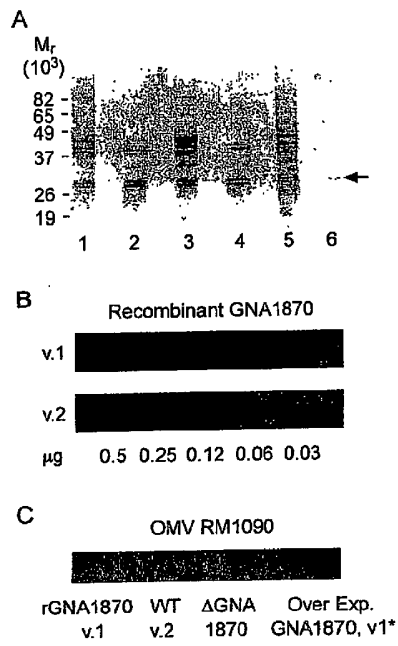 A
Mr
(10³)
82
65
49
37
26
19
1 2 3 4 5 6
B
Recombinant GNA1870
v.1
v.2
µg 0.5 0.25 0.12 0.06 0.03
C
OMV RM1090
rGNA1870 WT ΔGNA Over Exp.
v.1 v.2 1870 GNA1870, v1*